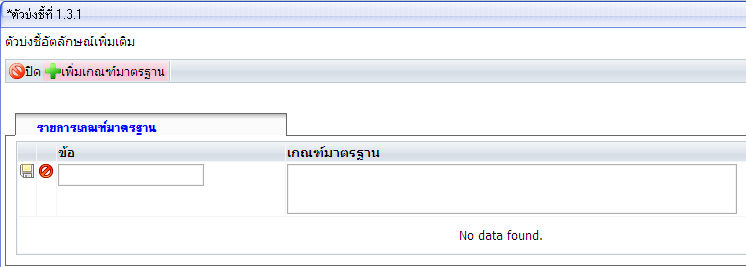 *ตัวบ่งชี้ที่ 1.3.1
ตัวบ่งชี้อัตลักษณ์เพิ่มเติม
ปิด เพิ่มเกณฑ์มาตรฐาน
รายการเกณฑ์มาตรฐาน
ข้อ เกณฑ์มาตรฐาน
No data found.